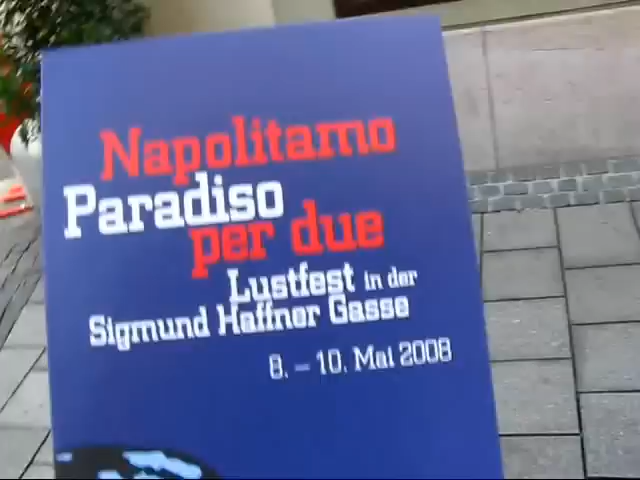 Napolitamo
Paradiso
per due
Lustfest in der
Sigmund Haffner Gasse
8. – 10. Mai 2008